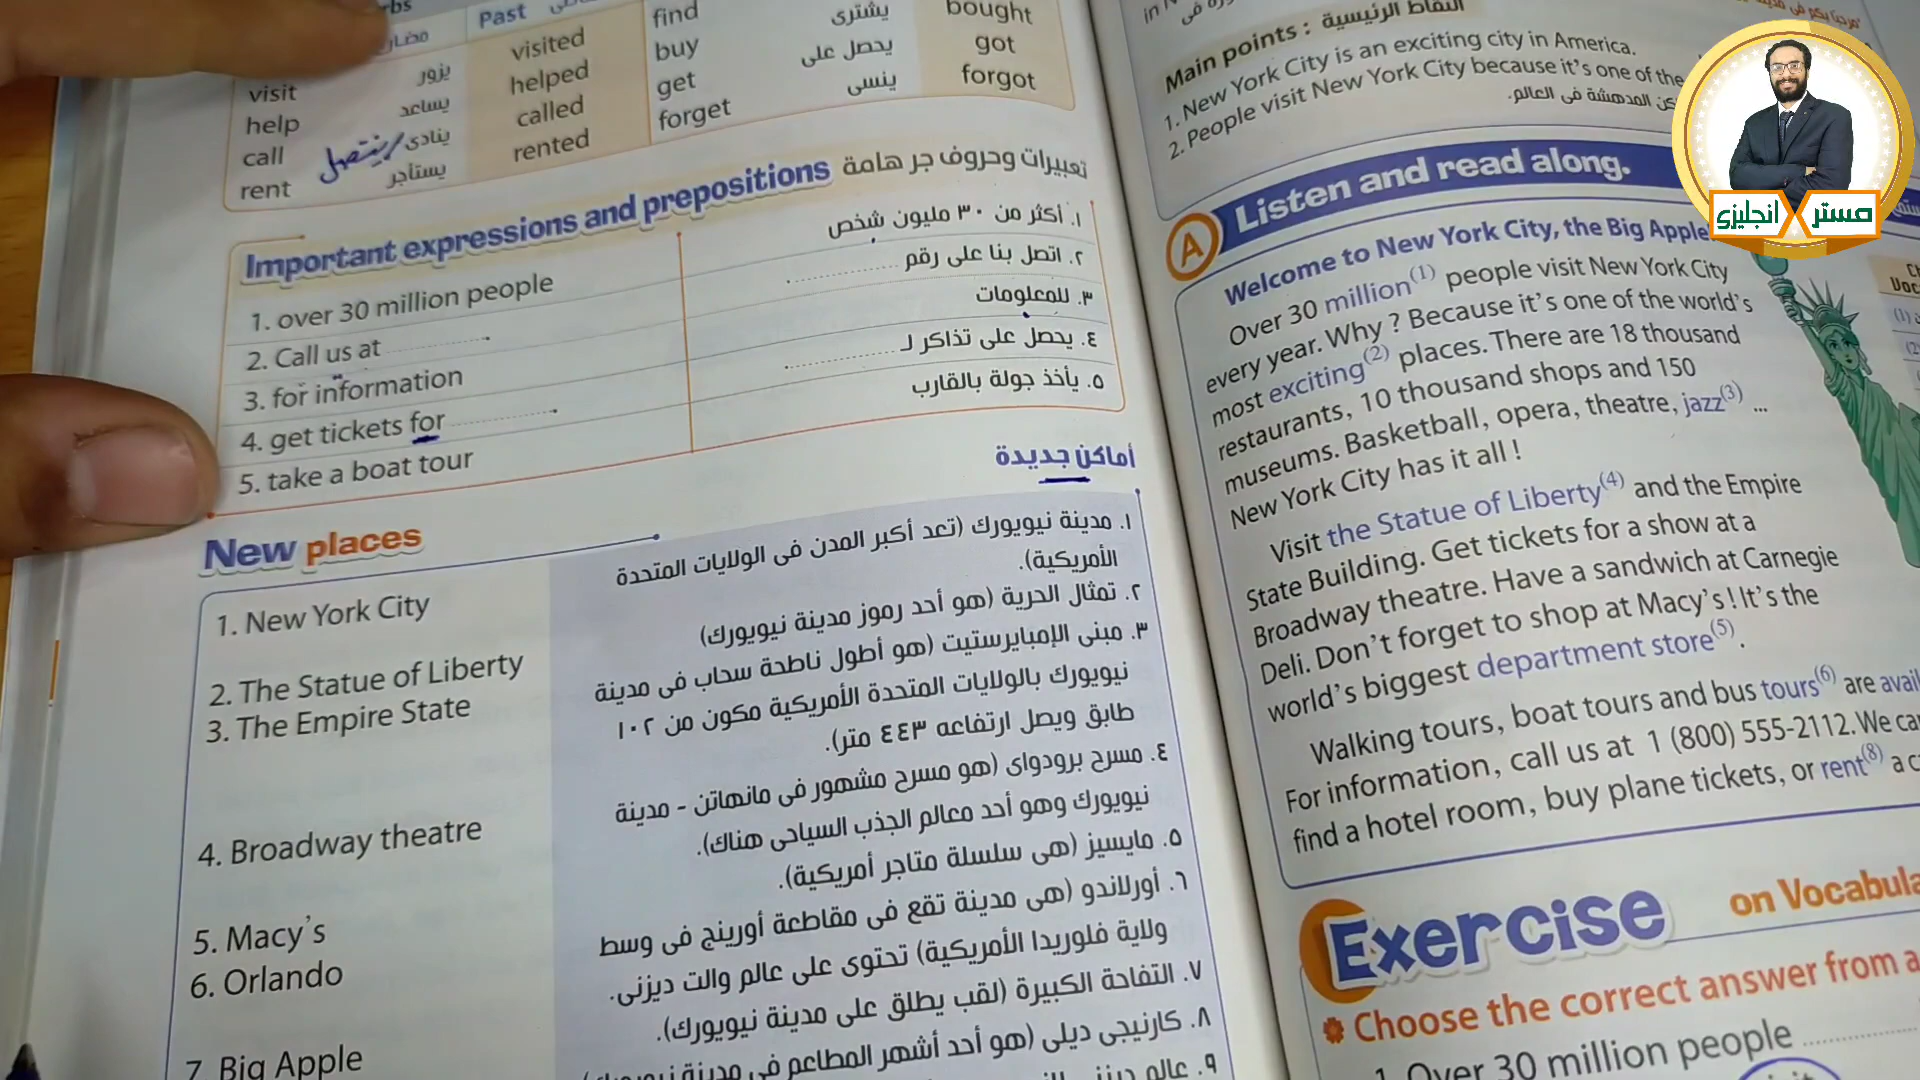 Past
visit يزور visited
help يساعد helped
call ينادى / يتصل called
rent يستأجر rented
find
buy يشترى bought
get يحصل على got
forget ينسى forgot
Important expressions and prepositions تعبيرات وحروف جر هامة
1. over 30 million people ١. أكثر من ٣٠ مليون شخص
2. Call us at .................. ٢. اتصل بنا على رقم ..................
3. for information ٣. للمعلومات
4. get tickets for .................. ٤. يحصل على تذاكر لـ ..................
5. take a boat tour ٥. يأخذ جولة بالقارب
New places أماكن جديدة
1. New York City ١. مدينة نيويورك (تعد أكبر المدن فى الولايات المتحدة
الأمريكية).
2. The Statue of Liberty ٢. تمثال الحرية (هو أحد رموز مدينة نيويورك)
3. The Empire State ٣. مبنى الإمبايرستيت (هو أطول ناطحة سحاب فى مدينة
نيويورك بالولايات المتحدة الأمريكية مكون من ١٠٢
طابق ويصل ارتفاعه ٤٤٣ متر).
4. Broadway theatre ٤. مسرح برودواى (هو مسرح مشهور فى مانهاتن - مدينة
نيويورك وهو أحد معالم الجذب السياحى هناك).
5. Macy's ٥. مايسيز (هى سلسلة متاجر أمريكية).
6. Orlando ٦. أورلاندو (هى مدينة تقع فى مقاطعة أورينج فى وسط
ولاية فلوريدا الأمريكية) تحتوى على عالم والت ديزنى.
7. Big Apple ٧. التفاحة الكبيرة (لقب يطلق على مدينة نيويورك).
٨. كارنيجى ديلى (هو أحد أشهر المطاعم فى مدينة نيويورك)
٩. عالم
Main points : النقاط الرئيسية
1. New York City is an exciting city in America.
2. People visit New York City because it's one of the
المدهشة فى العالم.
A Listen and read along.
Welcome to New York City, the Big Apple
Over 30 million(1) people visit New York City
every year. Why ? Because it's one of the world's
most exciting(2) places. There are 18 thousand
restaurants, 10 thousand shops and 150
museums. Basketball, opera, theatre, jazz(3) ...
New York City has it all !
Visit the Statue of Liberty(4) and the Empire
State Building. Get tickets for a show at a
Broadway theatre. Have a sandwich at Carnegie
Deli. Don't forget to shop at Macy's ! It's the
world's biggest department store(5).
Walking tours, boat tours and bus tours(6) are
For information, call us at 1 (800) 555-2112. We
find a hotel room, buy plane tickets, or rent(8) a
Exercise on
Choose the correct answer from
1. Over 30 million people ..........
مستر X انجليزي